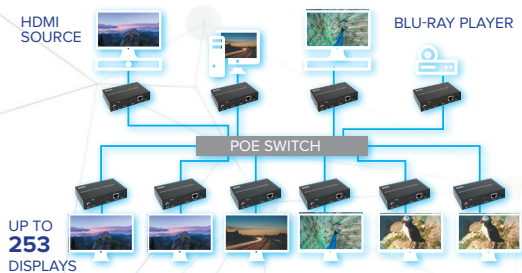 HDMI
SOURCE
BLU-RAY PLAYER
POE SWITCH
UP TO
253
DISPLAYS